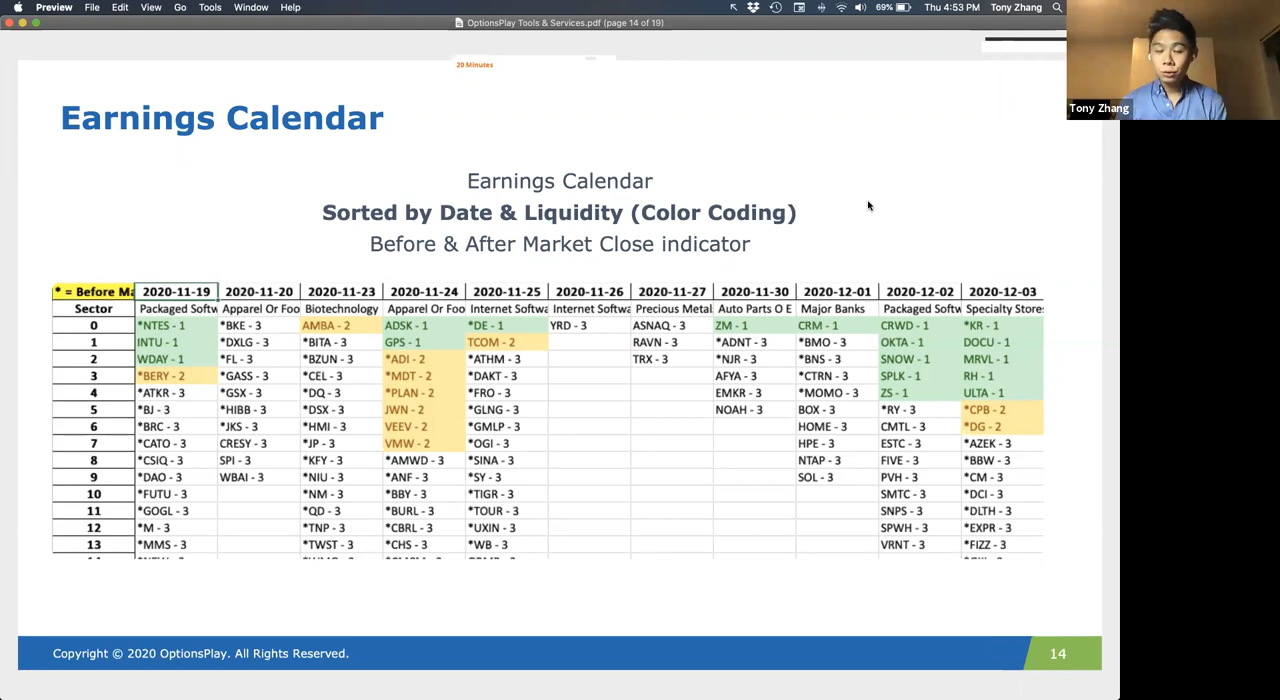 Preview File Edit View Go Tools Window Help 69% Thu 4:53 PM Tony Zhang
OptionsPlay Tools & Services.pdf (page 14 of 19)
20 Minutes
Tony Zhang
Earnings Calendar
Earnings Calendar
Sorted by Date & Liquidity (Color Coding)
Before & After Market Close indicator
* = Before Ma 2020-11-19 2020-11-20 2020-11-23 2020-11-24 2020-11-25 2020-11-26 2020-11-27 2020-11-30 2020-12-01 2020-12-02 2020-12-03
Sector Packaged Softw Apparel Or Foo Biotechnology Apparel Or Foo Internet Softwa Internet Softwa Precious Metal Auto Parts O E Major Banks Packaged Softw Specialty Store
0 *NTES - 1 *BKE - 3 AMBA - 2 ADSK - 1 *DE - 1 YRD - 3 ASNAQ - 3 ZM - 1 CRM - 1 CRWD - 1 *KR - 1
1 INTU - 1 *DXLG - 3 *BITA - 3 GPS - 1 TCOM - 2 RAVN - 3 *ADNT - 3 *BMO - 3 OKTA - 1 DOCU - 1
2 WDAY - 1 *FL - 3 *BZUN - 3 *ADI - 2 *ATHM - 3 TRX - 3 *NJR - 3 *BNS - 3 SNOW - 1 MRVL - 1
3 *BERY - 2 *GASS - 3 *CEL - 3 *MDT - 2 *DAKT - 3 AFYA - 3 *CTRN - 3 SPLK - 1 RH - 1
4 *ATKR - 3 *GSX - 3 *DQ - 3 *PLAN - 2 *FRO - 3 EMKR - 3 *MOMO - 3 ZS - 1 ULTA - 1
5 *BJ - 3 *HIBB - 3 *DSX - 3 JWN - 2 *GLNG - 3 NOAH - 3 BOX - 3 *RY - 3 *CPB - 2
6 *BRC - 3 *JKS - 3 *HMI - 3 VEEV - 2 *GMLP - 3 HOME - 3 CMTL - 3 *DG - 2
7 *CATO - 3 CRESY - 3 *JP - 3 VMW - 2 *OGI - 3 HPE - 3 ESTC - 3 *AZEK - 3
8 *CSIQ - 3 SPI - 3 *KFY - 3 *AMWD - 3 *SINA - 3 NTAP - 3 FIVE - 3 *BBW - 3
9 *DAO - 3 WBAI - 3 *NIU - 3 *ANF - 3 *SY - 3 SOL - 3 PVH - 3 *CM - 3
10 *FUTU - 3 *NM - 3 *BBY - 3 *TIGR - 3 SMTC - 3 *DCI - 3
11 *GOGL - 3 *QD - 3 *BURL - 3 *TOUR - 3 SNPS - 3 *DLTH - 3
12 *M - 3 *TNP - 3 *CBRL - 3 *UXIN - 3 SPWH - 3 *EXPR - 3
13 *MMS - 3 *TWST - 3 *CHS - 3 *WB - 3 VRNT - 3 *FIZZ - 3
Copyright © 2020 OptionsPlay. All Rights Reserved.
14